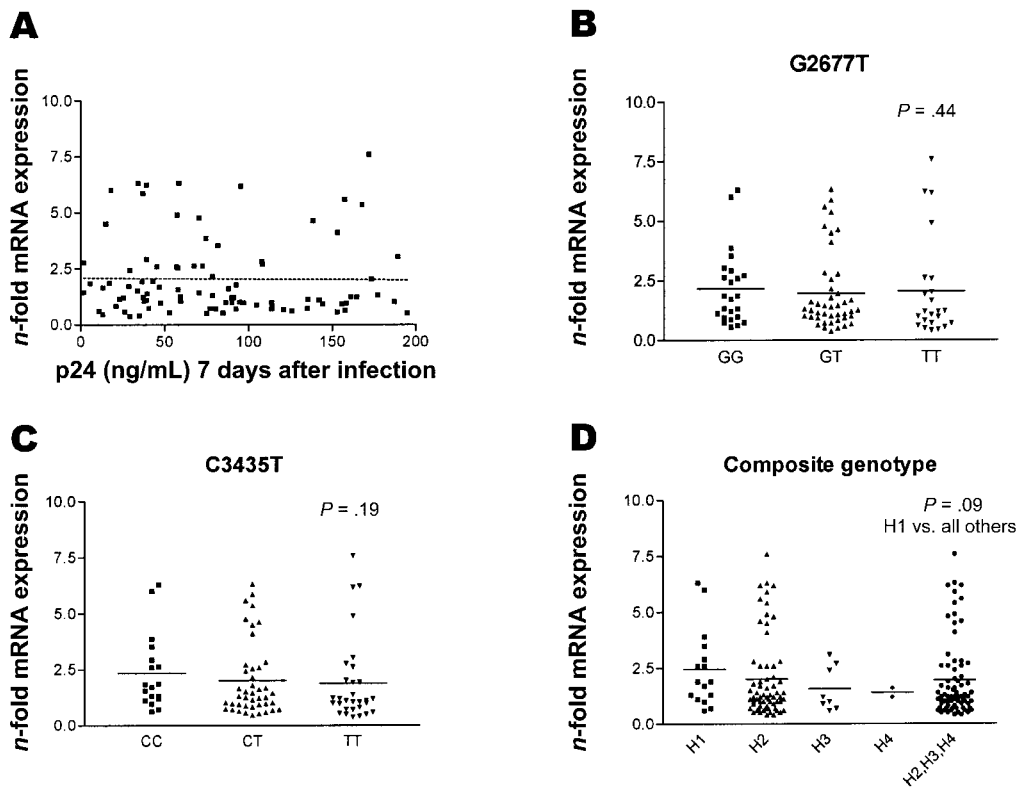 A
n-fold mRNA expression
10.0
7.5
5.0
2.5
0.0
0 50 100 150 200
p24 (ng/mL) 7 days after infection
B
G2677T
n-fold mRNA expression
10.0
7.5
5.0
2.5
0.0
P = .44
GG GT TT
C
C3435T
n-fold mRNA expression
10.0
7.5
5.0
2.5
0.0
P = .19
CC CT TT
D
Composite genotype
n-fold mRNA expression
10.0
7.5
5.0
2.5
0.0
P = .09
H1 vs. all others
H1 H2 H3 H4 H2,H3,H4